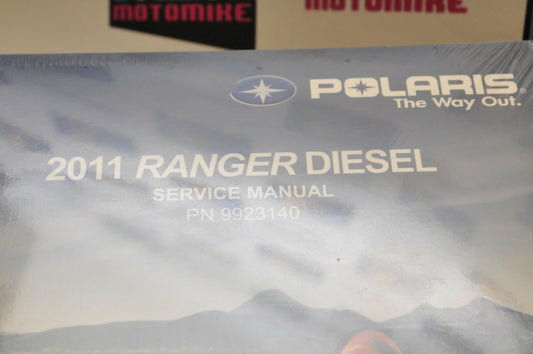 MOTOMIKE
MOTOMIKE
POLARIS®
The Way Out.
2011 RANGER DIESEL
SERVICE MANUAL
PN 9923140